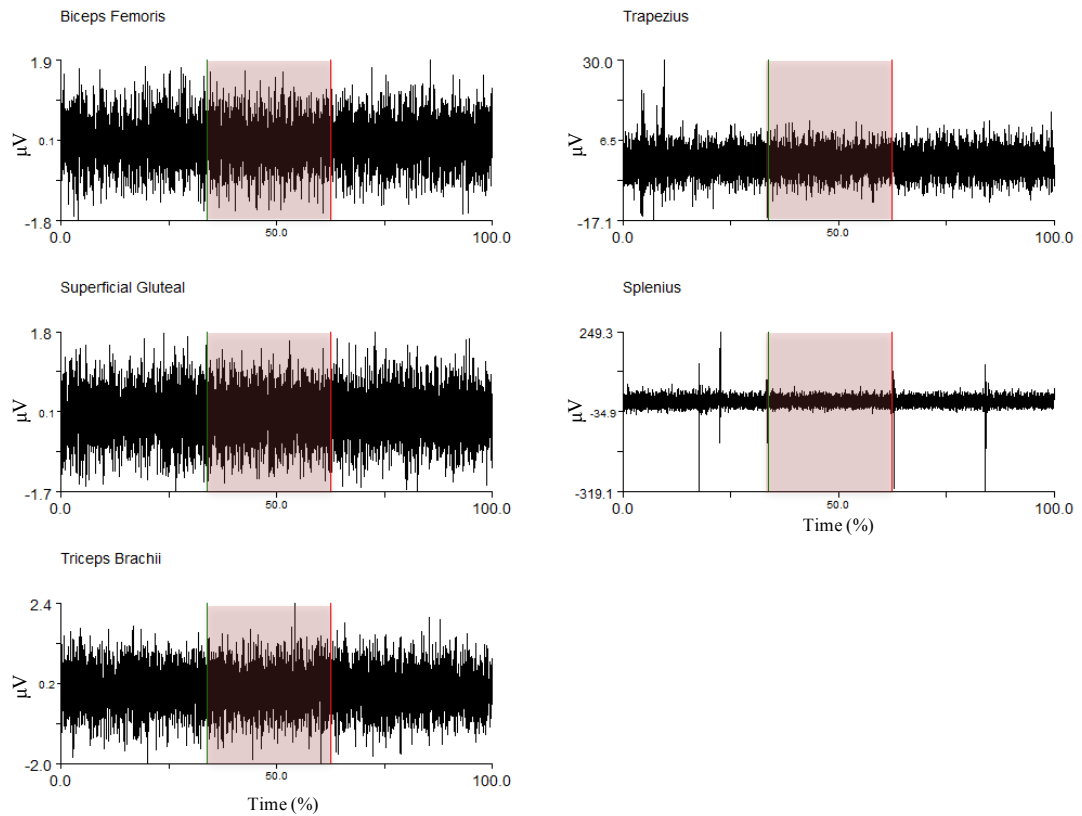 Biceps Femoris
1.9
μV
0.1
-1.8
0.0
50.0
100.0
Trapezius
30.0
μV
6.5
-17.1
0.0
50.0
100.0
Superficial Gluteal
1.8
μV
0.1
-1.7
0.0
50.0
100.0
Splenius
249.3
μV
-34.9
-319.1
0.0
50.0
100.0
Time (%)
Triceps Brachii
2.4
μV
0.2
-2.0
0.0
50.0
100.0
Time (%)